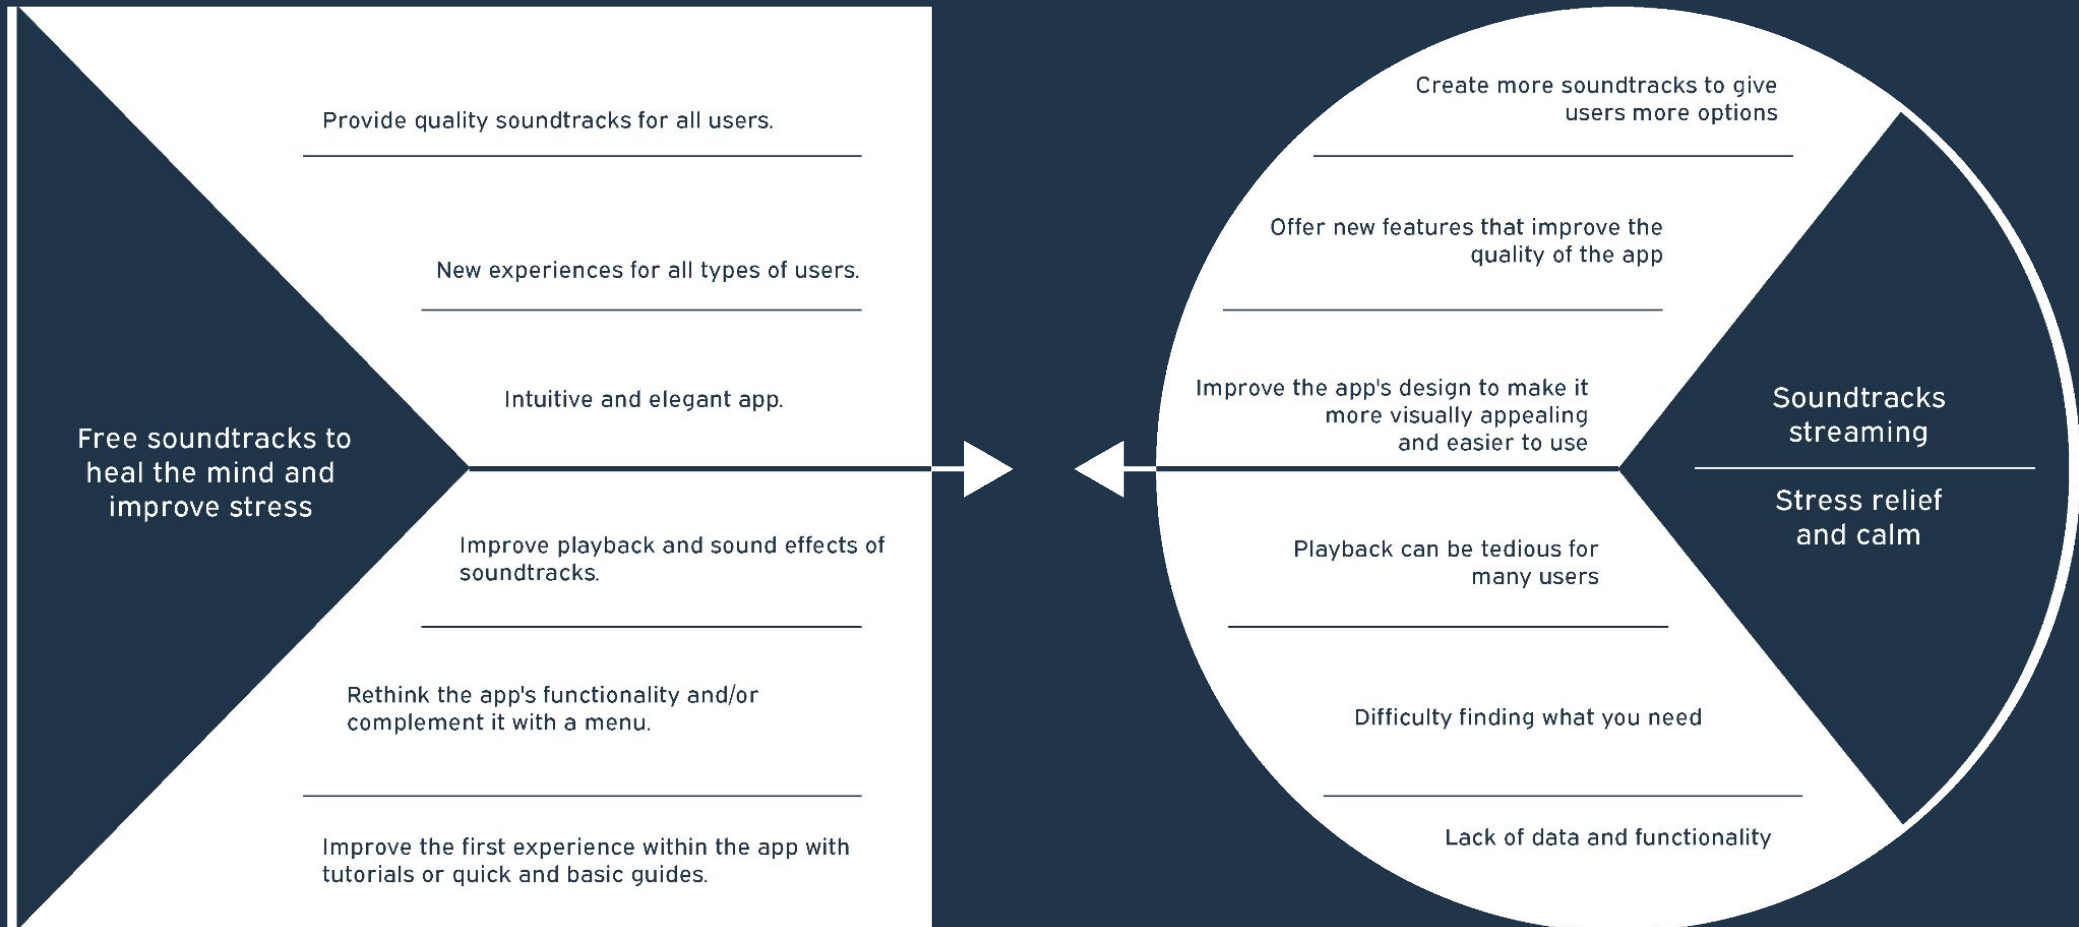 Free soundtracks to
heal the mind and
improve stress
Provide quality soundtracks for all users.
New experiences for all types of users.
Intuitive and elegant app.
Improve playback and sound effects of
soundtracks.
Rethink the app's functionality and/or
complement it with a menu.
Improve the first experience within the app with
tutorials or quick and basic guides.
Create more soundtracks to give
users more options
Offer new features that improve the
quality of the app
Improve the app's design to make it
more visually appealing
and easier to use
Playback can be tedious for
many users
Difficulty finding what you need
Lack of data and functionality
Soundtracks
streaming
Stress relief
and calm